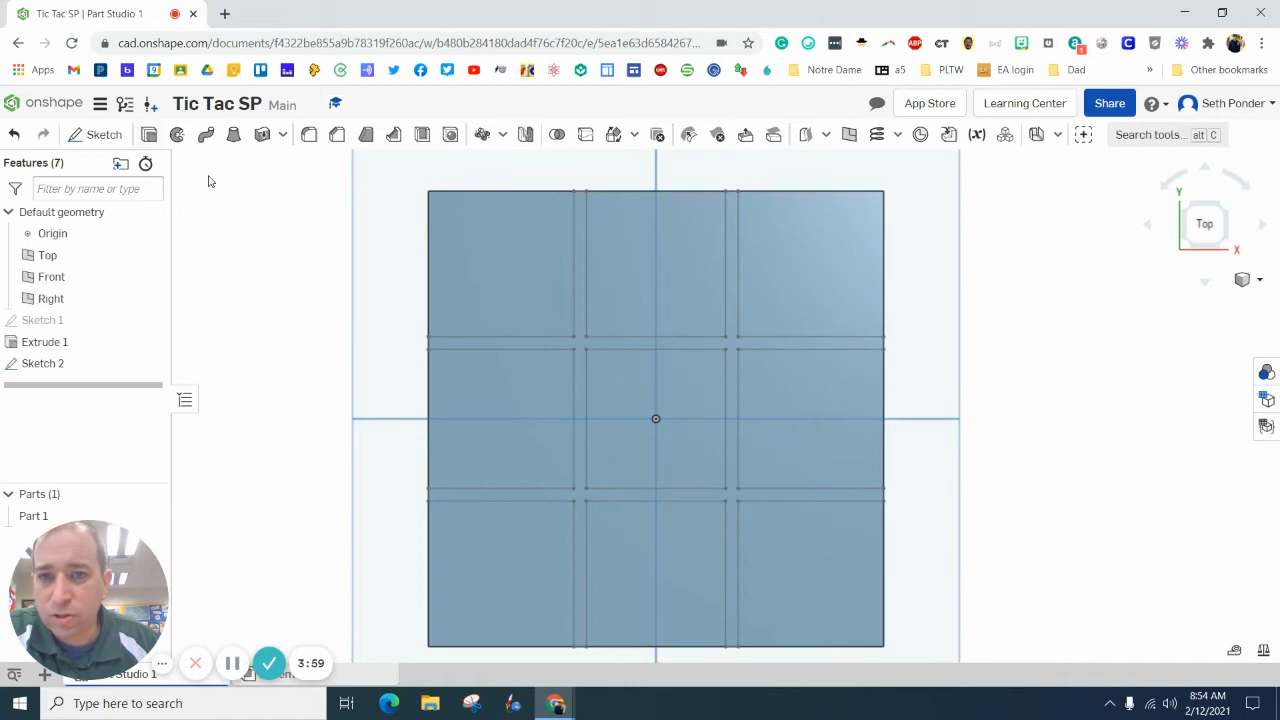 Tic Tac SP | Part Studio 1
cad.onshape.com/documents/f4322be855a9b78319f260ac/w/b480b281180dad4f76c7f20c/e/5ea1e63d6584267...
Apps
Notre Dame
a5
PLTW
EA login
Dad
»
Other bookmarks
onshape
Tic Tac SP Main
App Store
Learning Center
Share
Seth Ponder
Sketch
Search tools... alt C
Features (7)
Filter by name or type
Default geometry
Origin
Top
Front
Right
Sketch 1
Extrude 1
Sketch 2
Parts (1)
Part 1
Y
Top
X
3:59
Type here to search
8:54 AM
2/12/2021